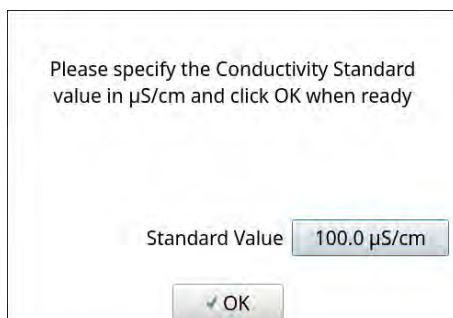 Please specify the Conductivity Standard
value in µS/cm and click OK when ready
Standard Value 100.0 µS/cm
OK